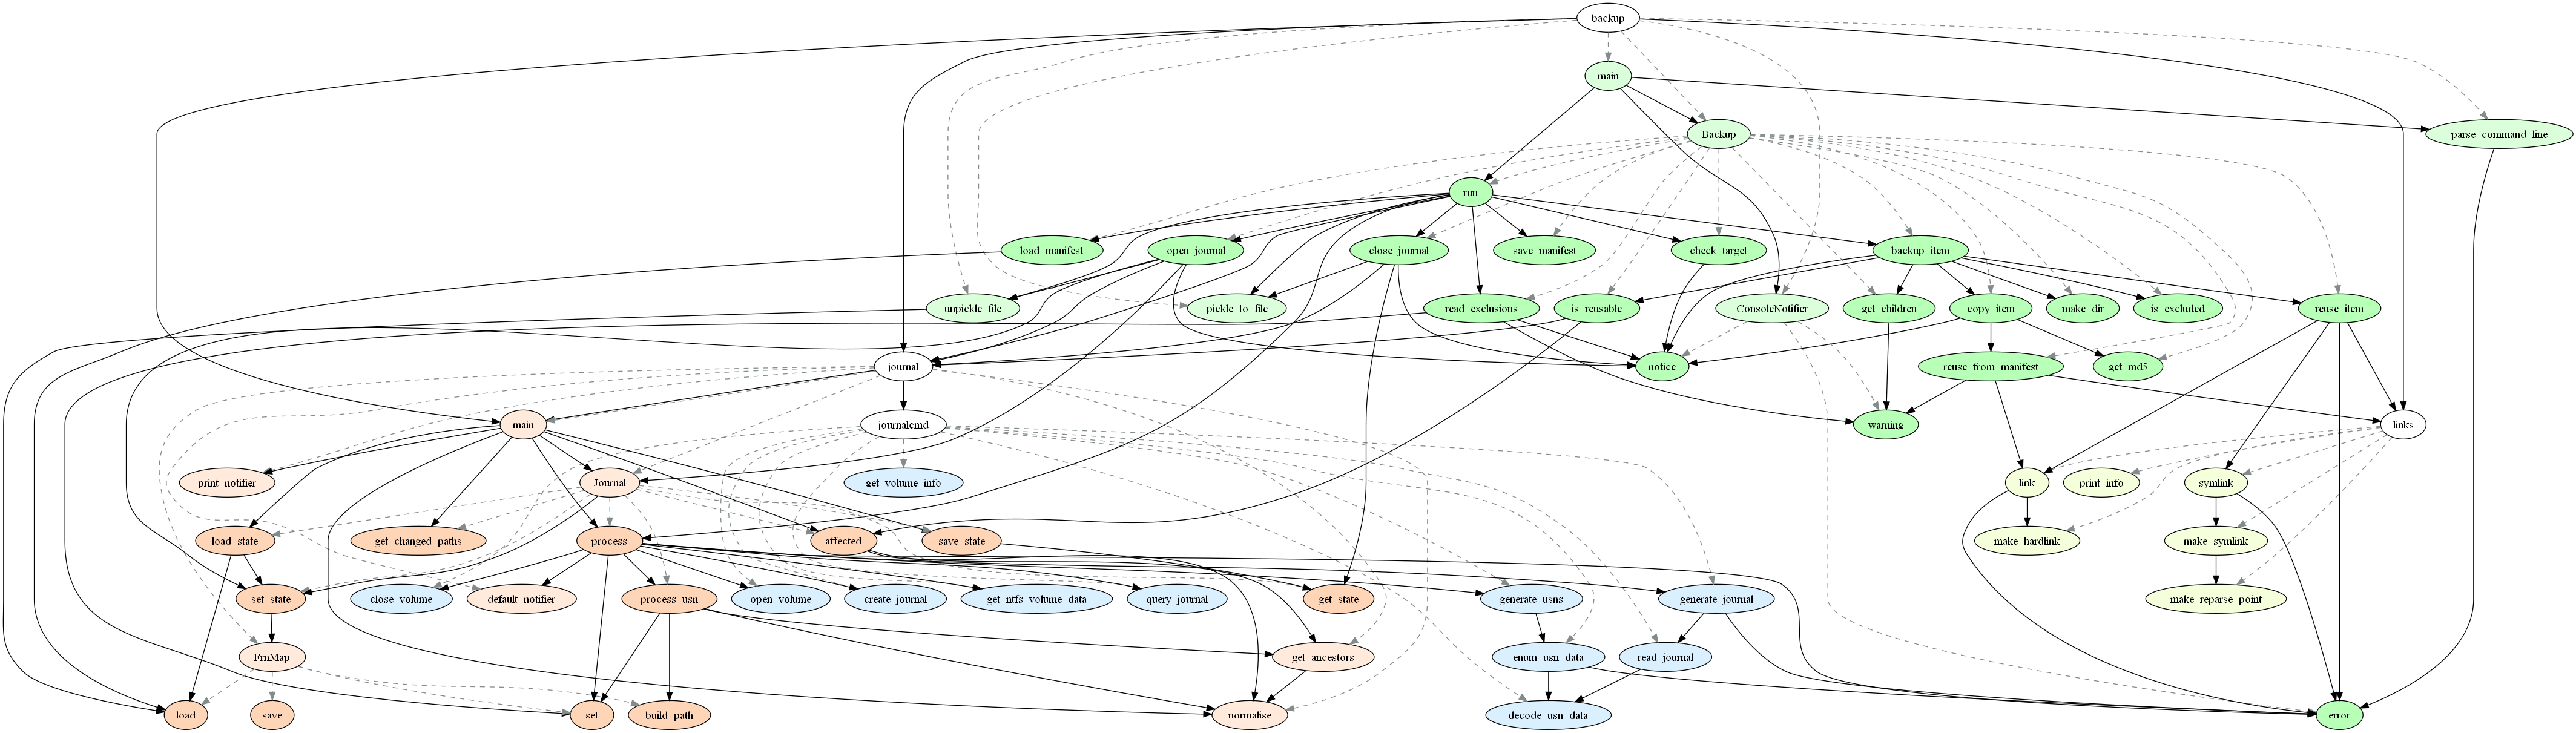 backup
main
Backup
parse command line
run
load manifest
open journal
close journal
save manifest
check target
backup item
unpickle file
pickle to file
read exclusions
is reusable
ConsoleNotifier
get children
copy item
make dir
is excluded
reuse item
journal
notice
reuse from manifest
get md5
main
journalcmd
warning
links
print notifier
Journal
get volume info
link
print info
symlink
load state
get changed paths
process
affected
save state
make hardlink
make symlink
set state
close volume
default notifier
process usn
open volume
create journal
get ntfs volume data
query journal
get state
generate usns
generate journal
make reparse point
FrnMap
get ancestors
enum usn data
read journal
load
save
set
build path
normalise
decode usn data
error